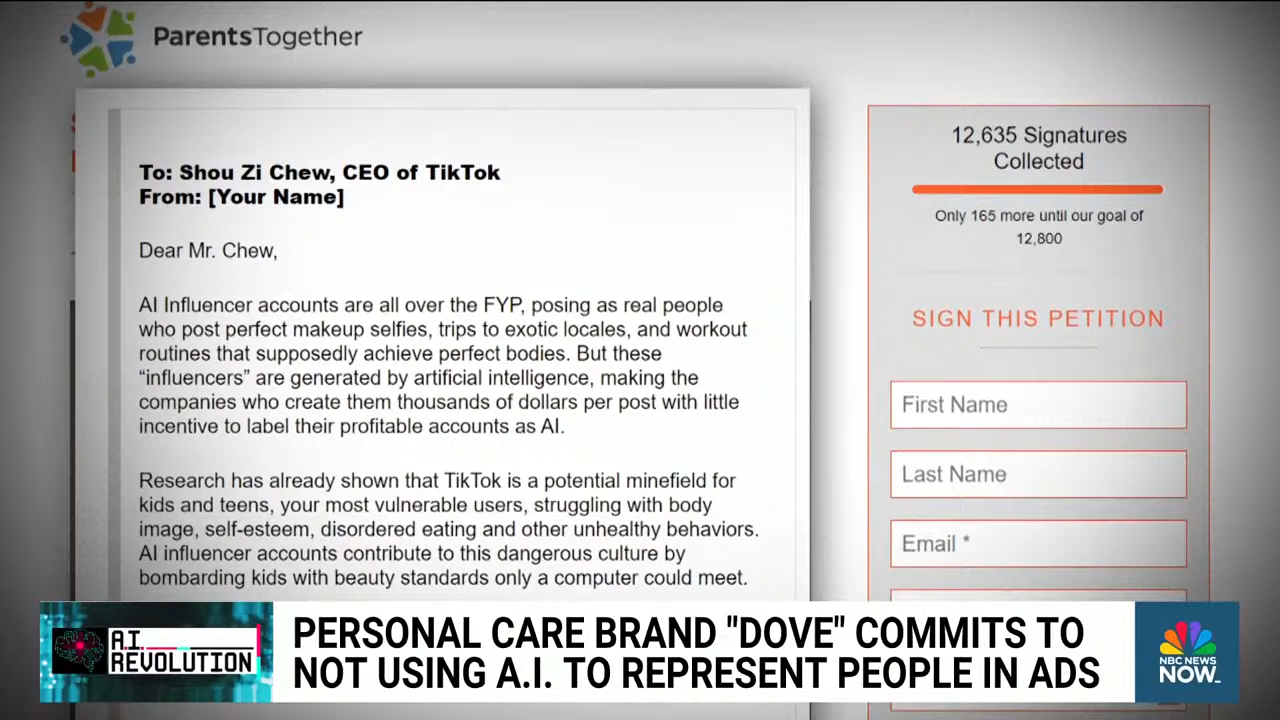 ParentsTogether
To: Shou Zi Chew, CEO of TikTok
From: [Your Name]
Dear Mr. Chew,
AI Influencer accounts are all over the FYP, posing as real people
who post perfect makeup selfies, trips to exotic locales, and workout
routines that supposedly achieve perfect bodies. But these
“influencers” are generated by artificial intelligence, making the
companies who create them thousands of dollars per post with little
incentive to label their profitable accounts as AI.
Research has already shown that TikTok is a potential minefield for
kids and teens, your most vulnerable users, struggling with body
image, self-esteem, disordered eating and other unhealthy behaviors.
AI influencer accounts contribute to this dangerous culture by
bombarding kids with beauty standards only a computer could meet.
12,635 Signatures
Collected
Only 165 more until our goal of
12,800
SIGN THIS PETITION
First Name
Last Name
Email *
A.I.
REVOLUTION
PERSONAL CARE BRAND "DOVE" COMMITS TO
NOT USING A.I. TO REPRESENT PEOPLE IN ADS
NBC NEWS
NOW